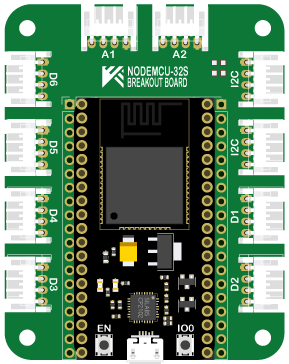 A1
A2
NODEMCU-32S
BREAKOUT BOARD
D6
I2C
D5
I2C
D4
D1
D3
D2
EN
IO0